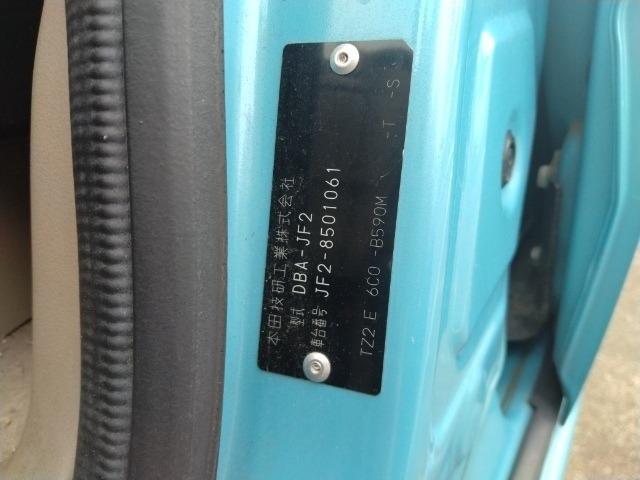 本田技研工業株式会社
型式 DBA-JF2
車台番号 JF2-8501061
TZ2 E 6C0 -B590M -T -S